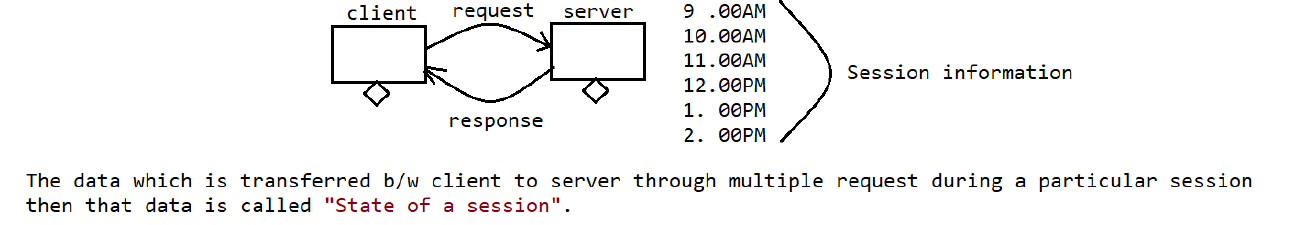 client request server
9 .00AM
10.00AM
11.00AM
12.00PM
1. 00PM
2. 00PM
Session information
response
The data which is transferred b/w client to server through multiple request during a particular session
then that data is called "State of a session".